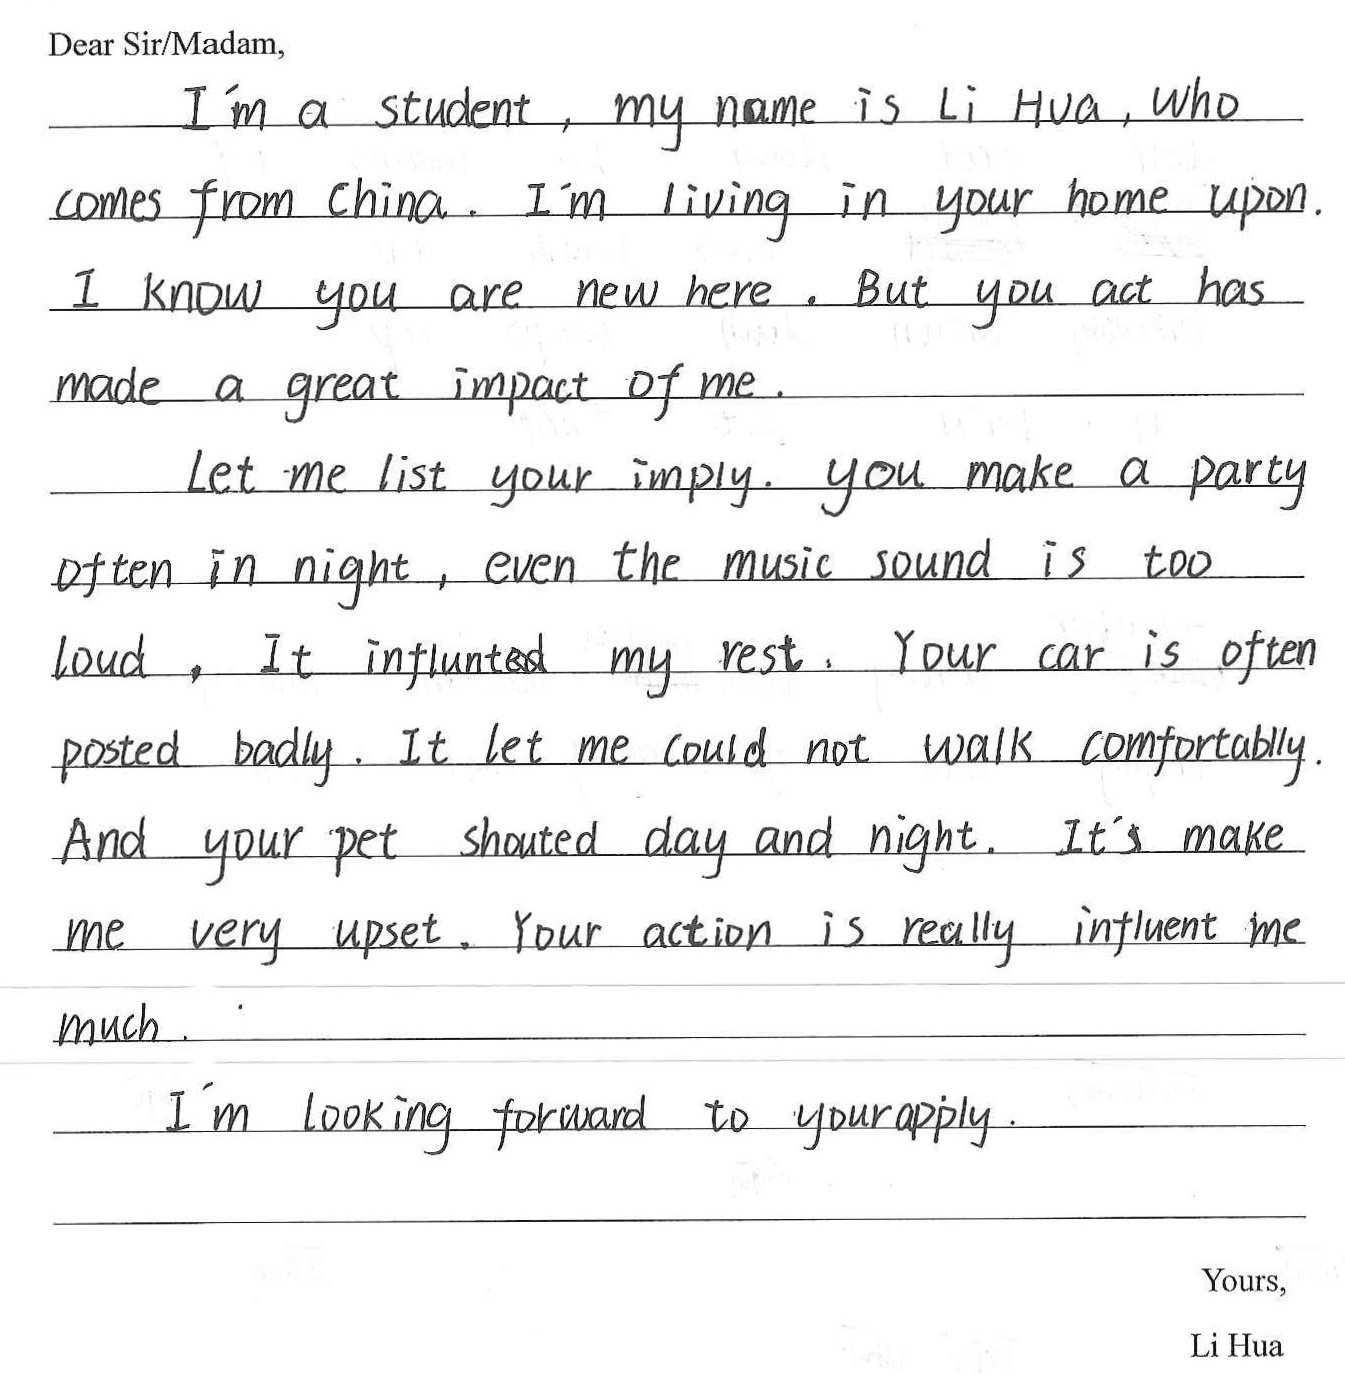 Dear Sir/Madam,
I'm a student, my name is Li Hua, Who
comes from China. I'm living in your home upon.
I know you are new here. But you act has
made a great impact of me.
Let me list your imply. you make a party
often in night, even the music sound is too
loud, It influnted my rest. Your car is often
posted badly. It let me could not walk comfortablly.
And your pet shouted day and night. It's make
me very upset. Your action is really influent me
much.
I'm looking forward to your apply.
Yours,
Li Hua